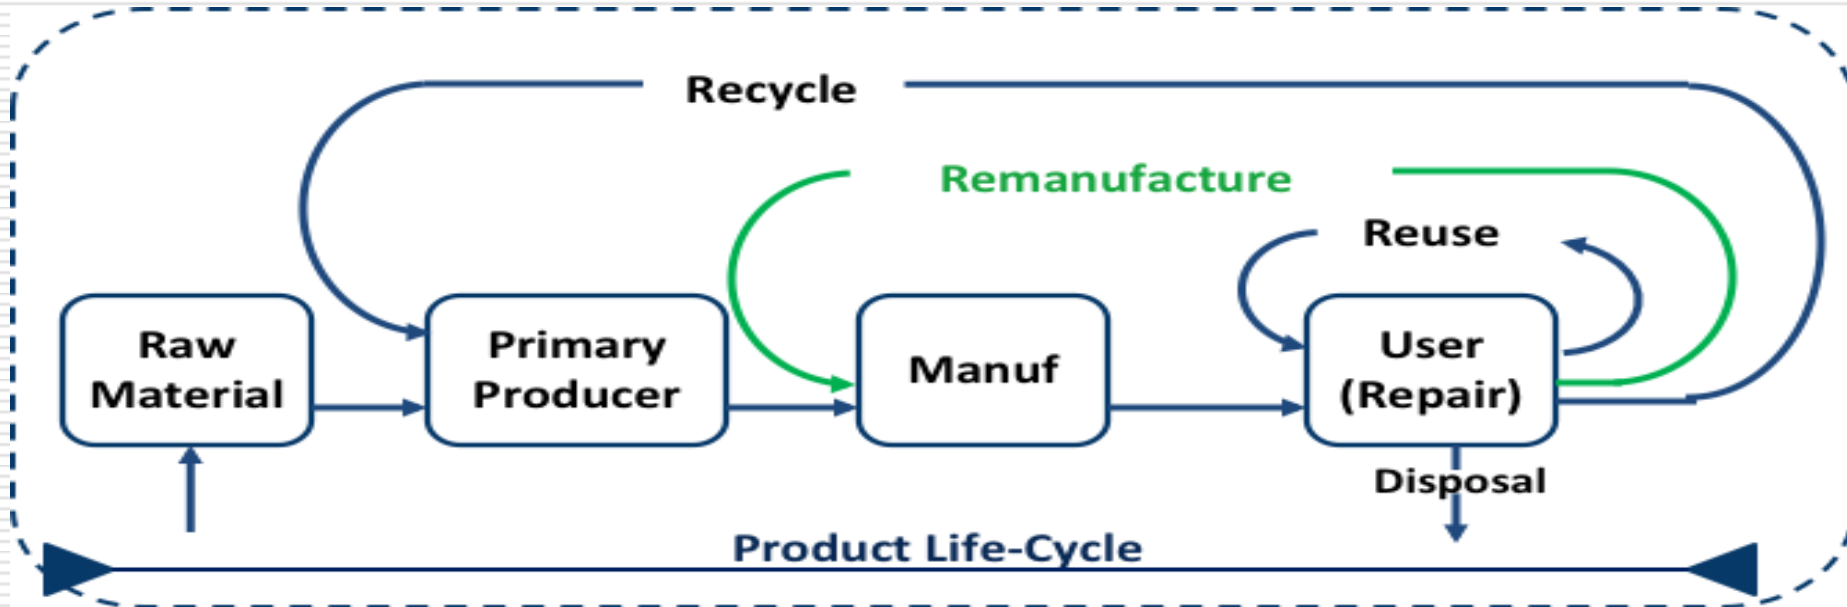 Recycle
Remanufacture
Reuse
Raw
Material
Primary
Producer
Manuf
User
(Repair)
Disposal
Product Life-Cycle